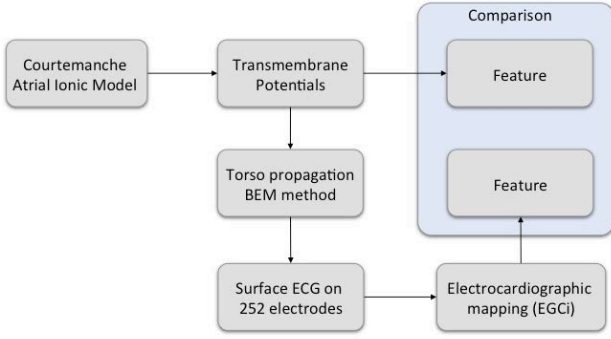 Comparison
Courtemanche
Atrial Ionic Model
Transmembrane
Potentials
Feature
Torso propagation
BEM method
Feature
Surface ECG on
252 electrodes
Electrocardiographic
mapping (EGCi)